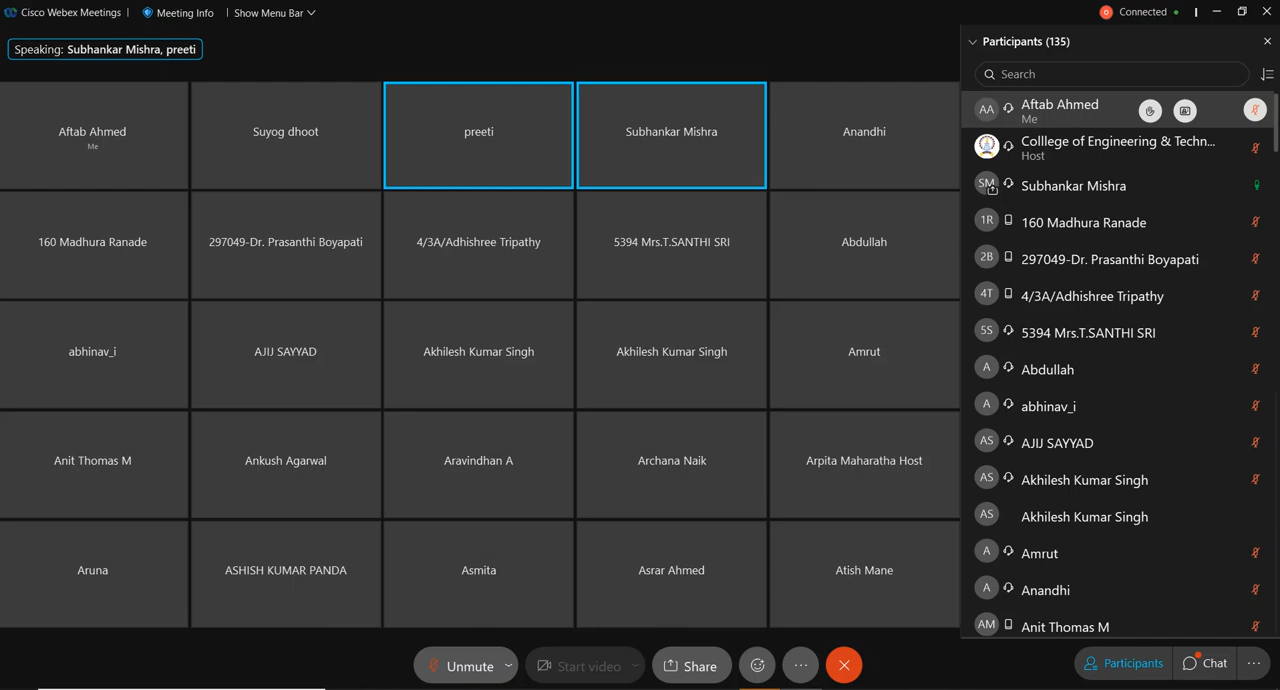 Cisco Webex Meetings
Meeting Info
Show Menu Bar
Connected
Speaking: Subhankar Mishra, preeti
Aftab Ahmed
Me
Suyog dhoot
preeti
Subhankar Mishra
Anandhi
160 Madhura Ranade
297049-Dr. Prasanthi Boyapati
4/3A/Adhishree Tripathy
5394 Mrs.T.SANTHI SRI
Abdullah
abhinav_i
AJIJ SAYYAD
Akhilesh Kumar Singh
Akhilesh Kumar Singh
Amrut
Anit Thomas M
Ankush Agarwal
Aravindhan A
Archana Naik
Arpita Maharatha Host
Aruna
ASHISH KUMAR PANDA
Asmita
Asrar Ahmed
Atish Mane
Participants (135)
Search
AA Aftab Ahmed
Me
Colllege of Engineering & Techn...
Host
SM Subhankar Mishra
1R 160 Madhura Ranade
2B 297049-Dr. Prasanthi Boyapati
4T 4/3A/Adhishree Tripathy
5S 5394 Mrs.T.SANTHI SRI
A Abdullah
A abhinav_i
AS AJIJ SAYYAD
AS Akhilesh Kumar Singh
AS Akhilesh Kumar Singh
A Amrut
A Anandhi
AM Anit Thomas M
Unmute
Start video
Share
Participants
Chat